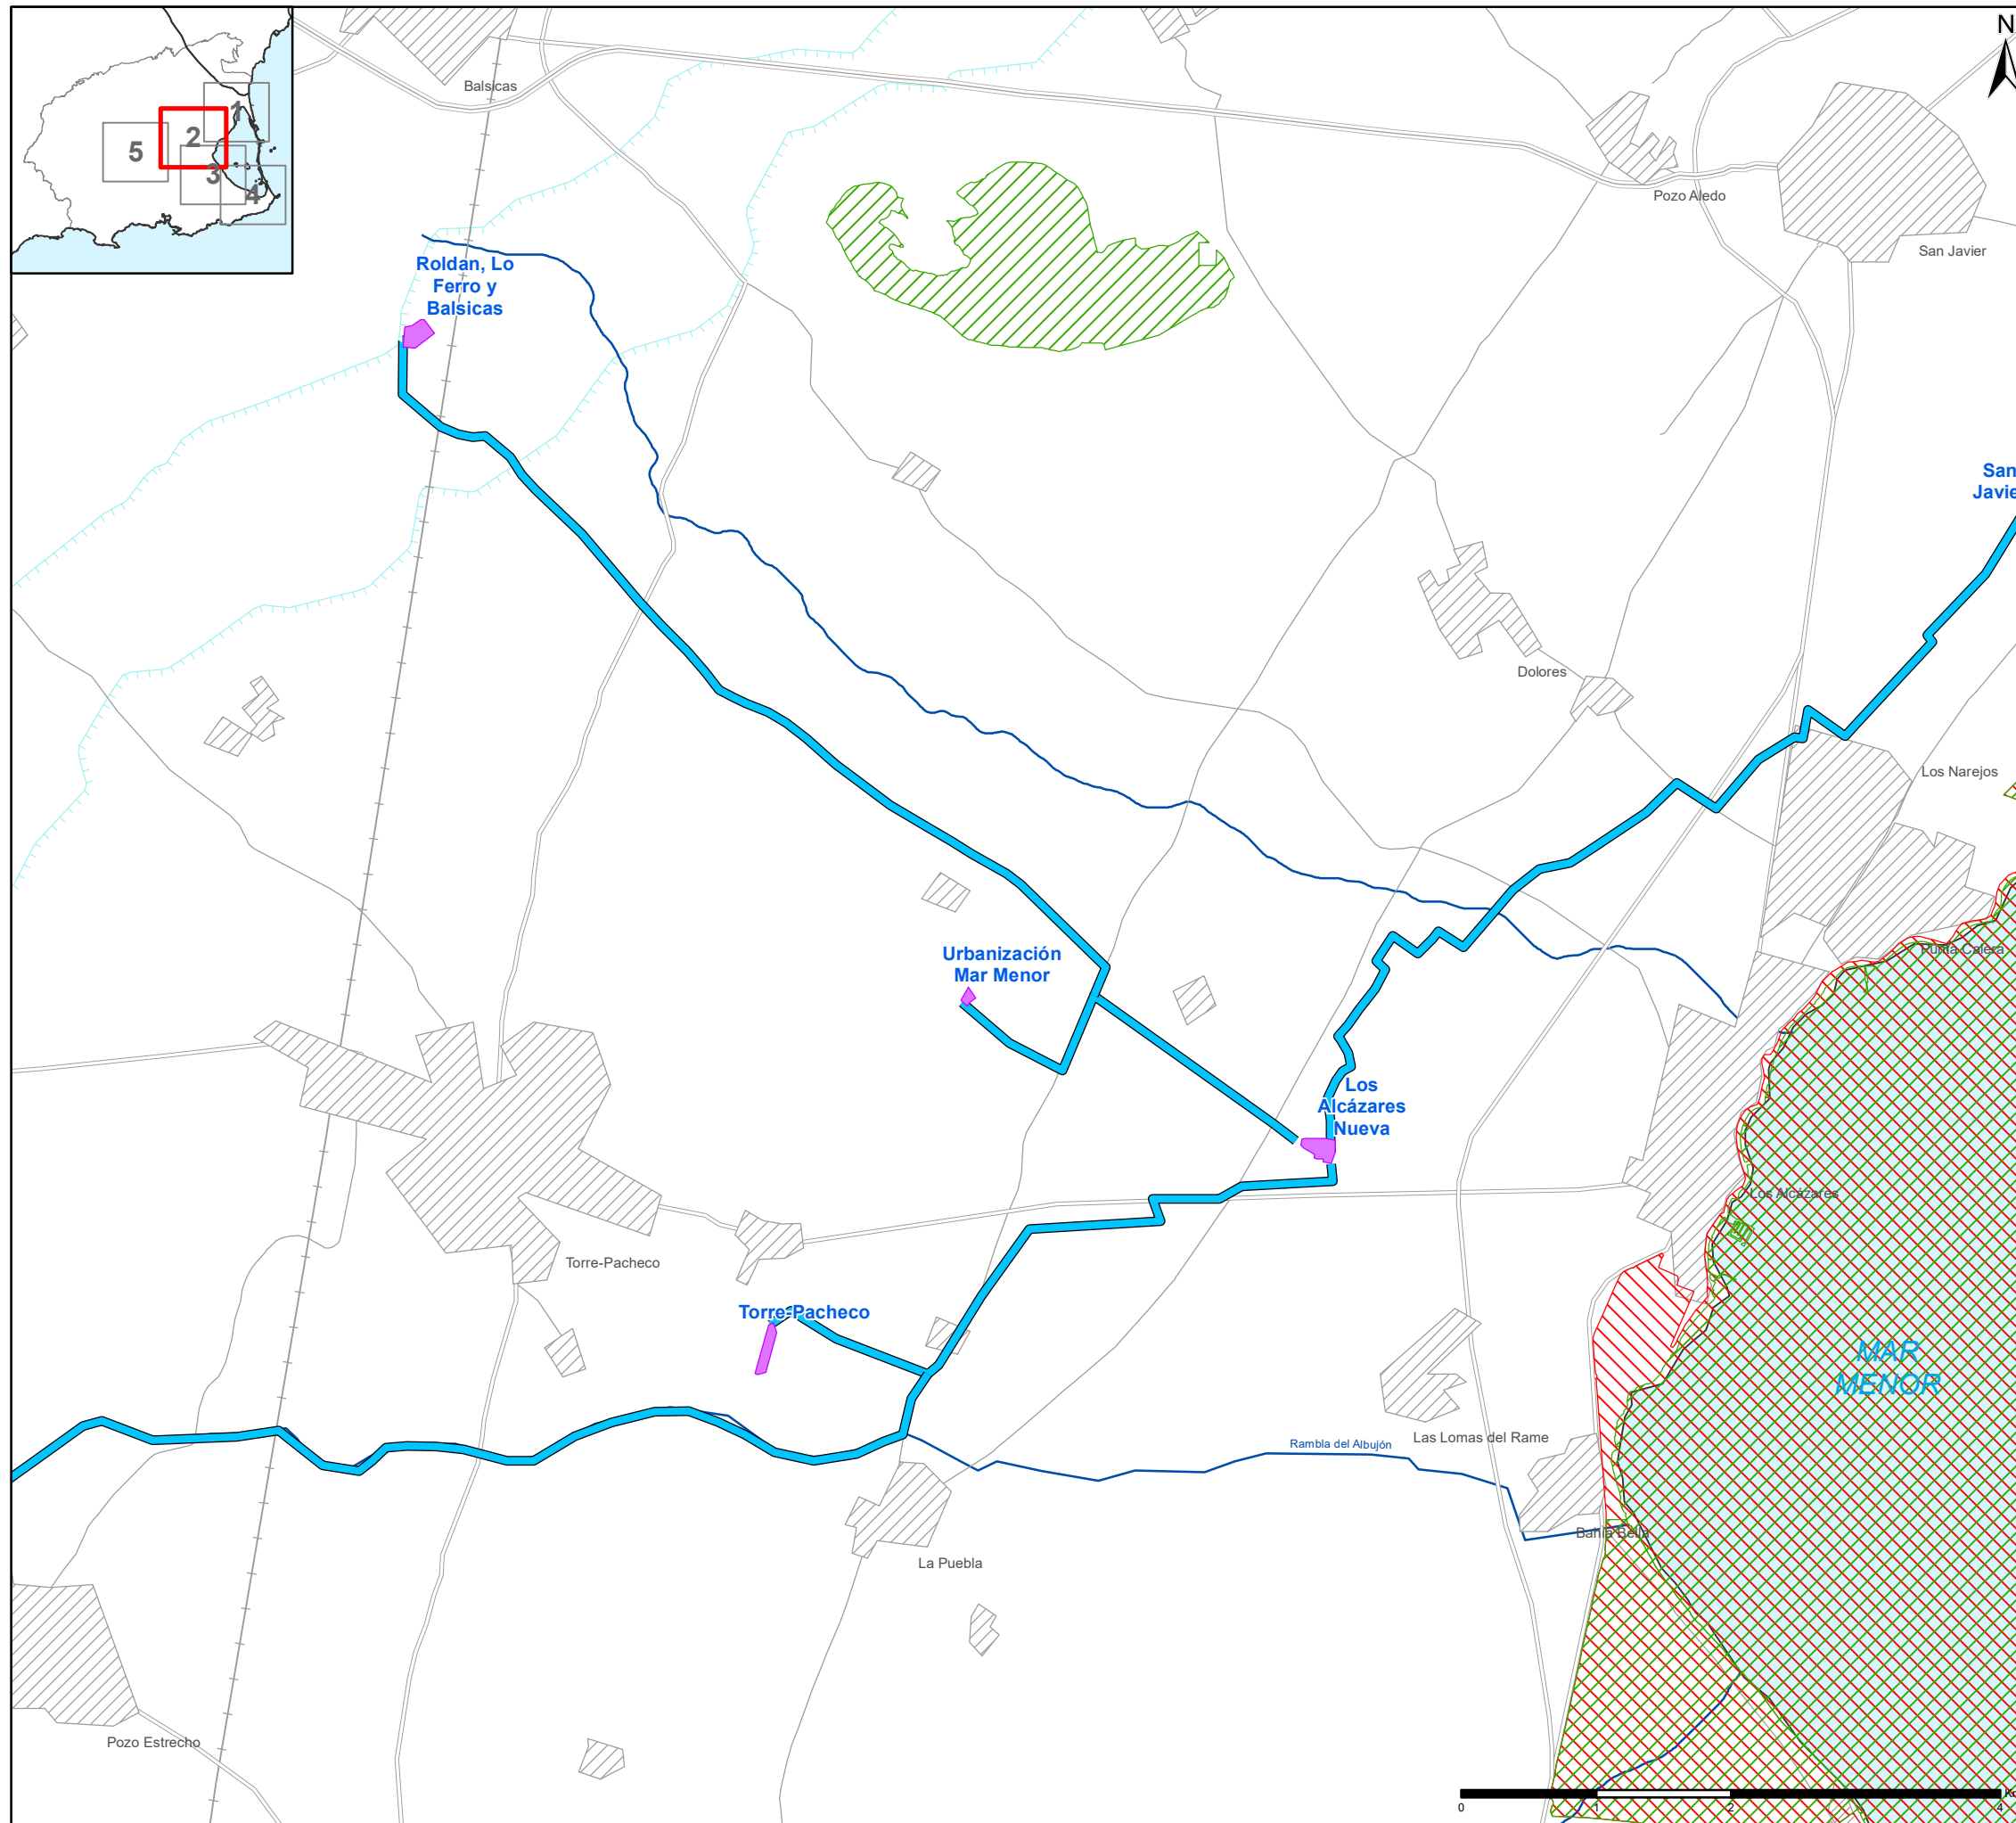 N
1
2
5
3
4
Balsicas
Pozo Aledo
San Javier
Roldan, Lo
Ferro y
Balsicas
San
Javie
Dolores
Los Narejos
Punta Calera
Urbanización
Mar Menor
Los
Alcázares
Nueva
Los Alcázares
Torre-Pacheco
Torre-Pacheco
MAR
MENOR
Las Lomas del Rame
Rambla del Albujón
Bahía Bella
La Puebla
Pozo Estrecho
0 1 2 4